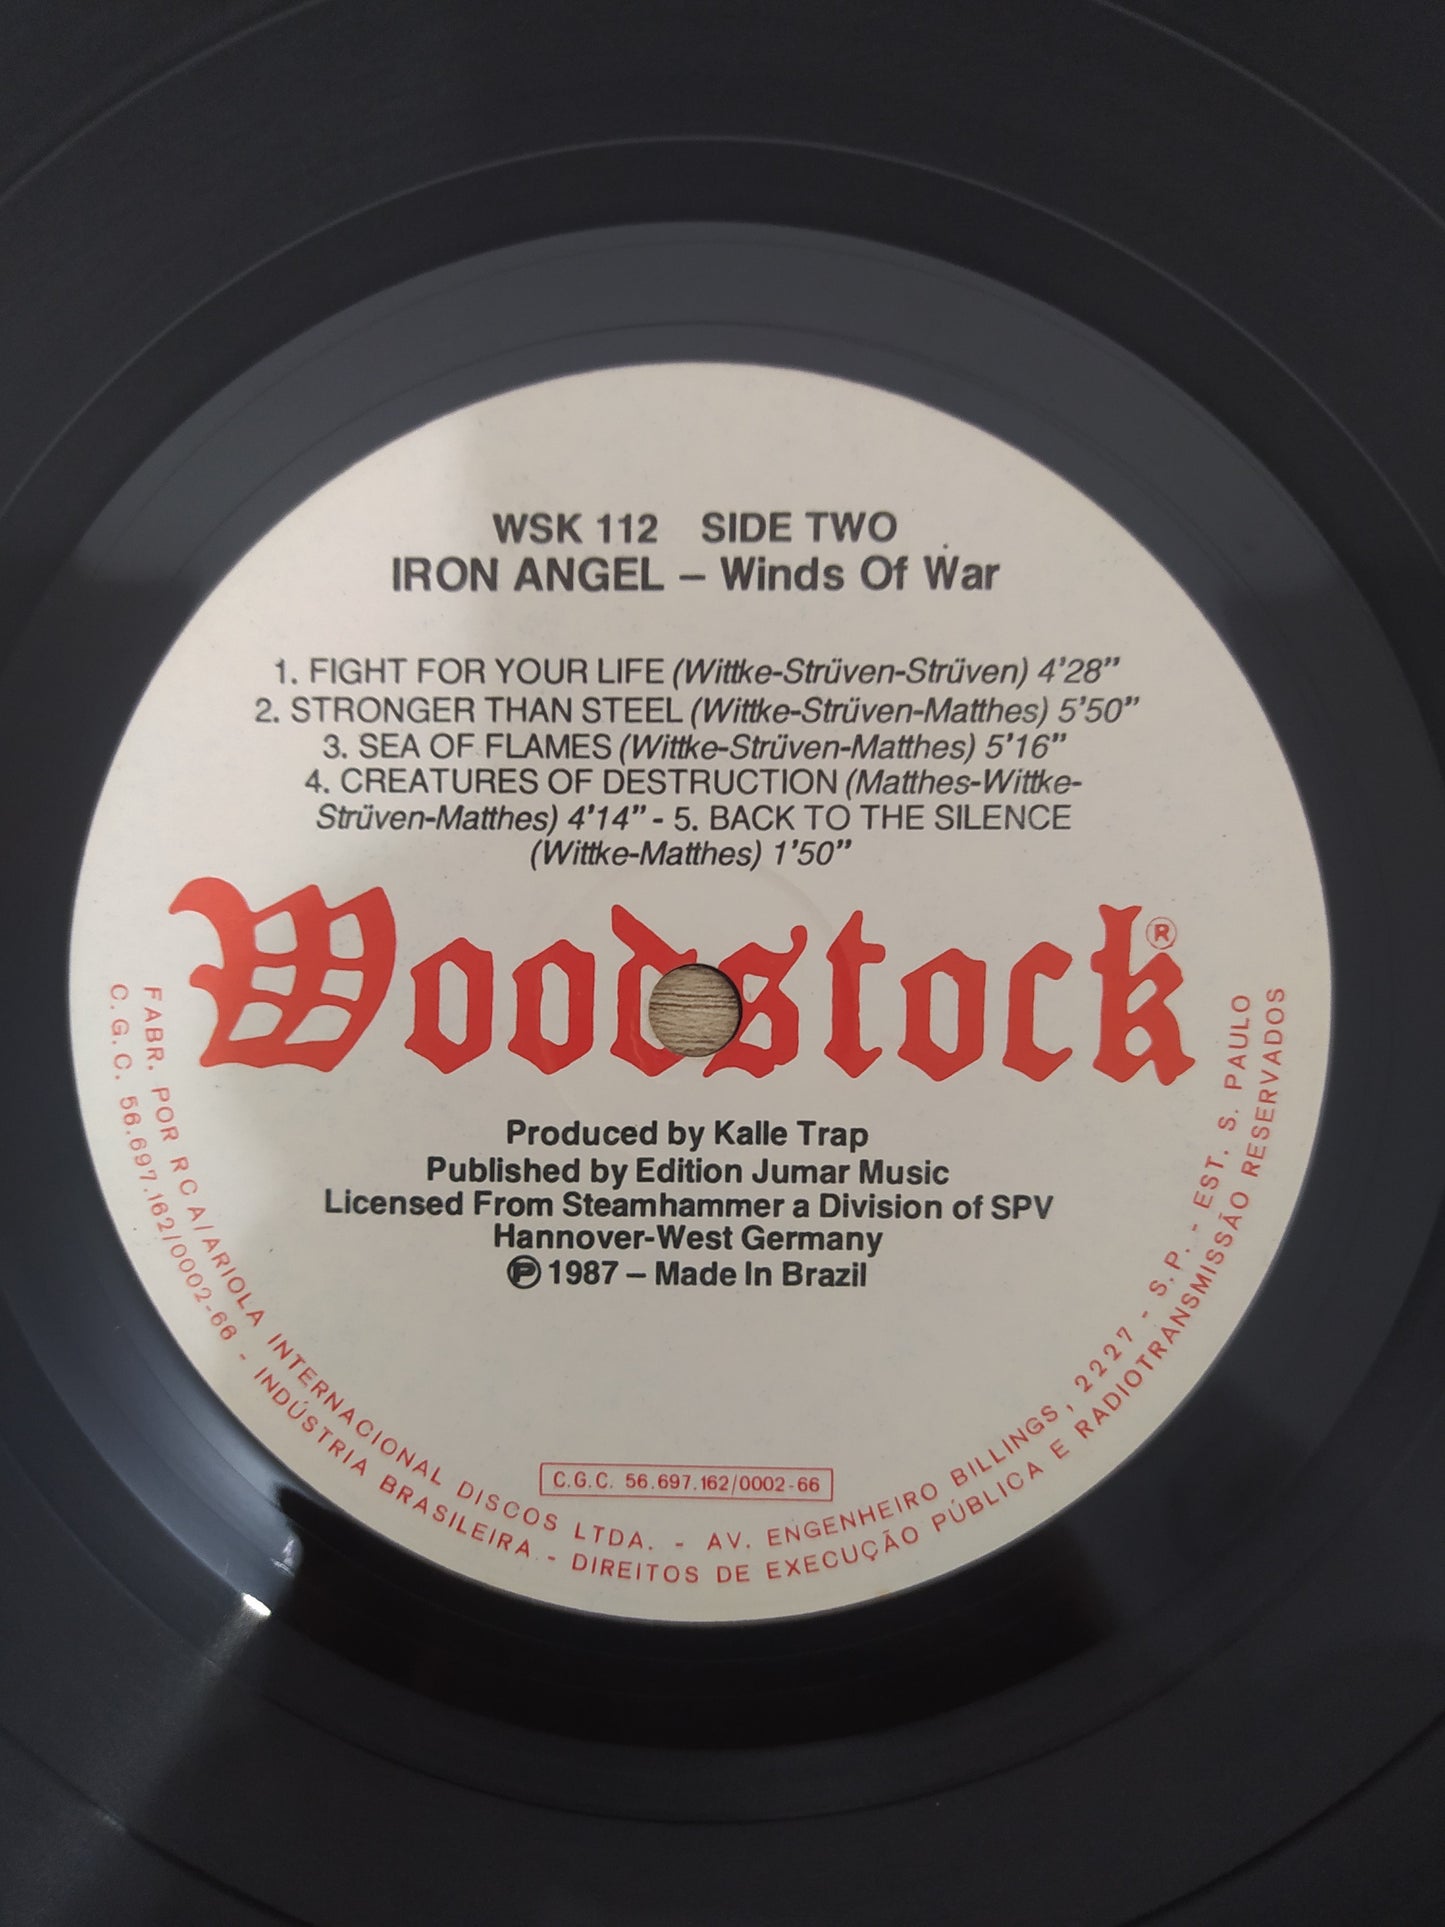 WSK 112 SIDE TWO
IRON ANGEL – Winds Of War
1. FIGHT FOR YOUR LIFE (Wittke-Strüven-Strüven) 4'28"
2. STRONGER THAN STEEL (Wittke-Strüven-Matthes) 5'50"
3. SEA OF FLAMES (Wittke-Strüven-Matthes) 5'16"
4. CREATURES OF DESTRUCTION (Matthes-Wittke-
Strüven-Matthes) 4'14" - 5. BACK TO THE SILENCE
(Wittke-Matthes) 1'50"
Woodstock ®
Produced by Kalle Trap
Published by Edition Jumar Music
Licensed From Steamhammer a Division of SPV
Hannover-West Germany
℗ 1987 – Made In Brazil
C.G.C. 56.697.162/0002-66
FABR. POR RCA/ARIOLA INTERNACIONAL DISCOS LTDA. - AV. ENGENHEIRO BILLINGS, 2227 - S.P. - EST. S. PAULO
C.G.C. 56.697.162/0002-66 - INDÚSTRIA BRASILEIRA - DIREITOS DE EXECUÇÃO PÚBLICA E RADIOTRANSMISSÃO RESERVADOS